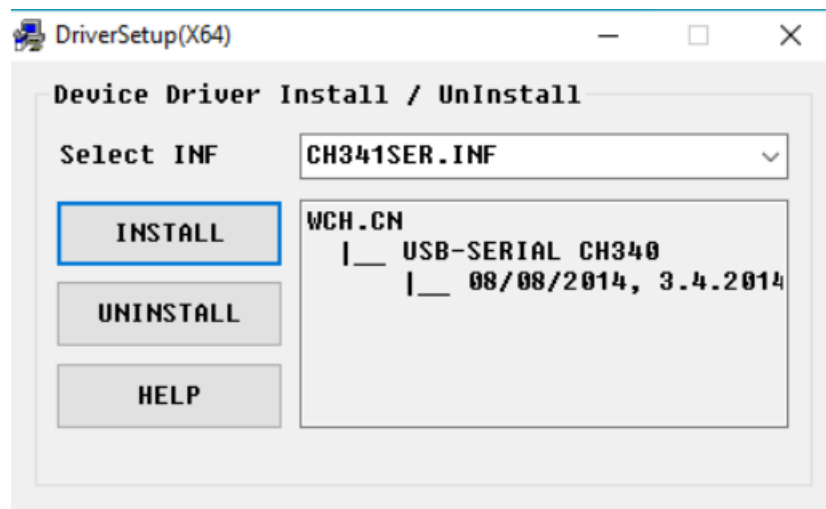 DriverSetup(X64)
Device Driver Install / UnInstall
Select INF
CH341SER.INF
INSTALL
UNINSTALL
HELP
WCH.CN
|__ USB-SERIAL CH340
|__ 08/08/2014, 3.4.2014